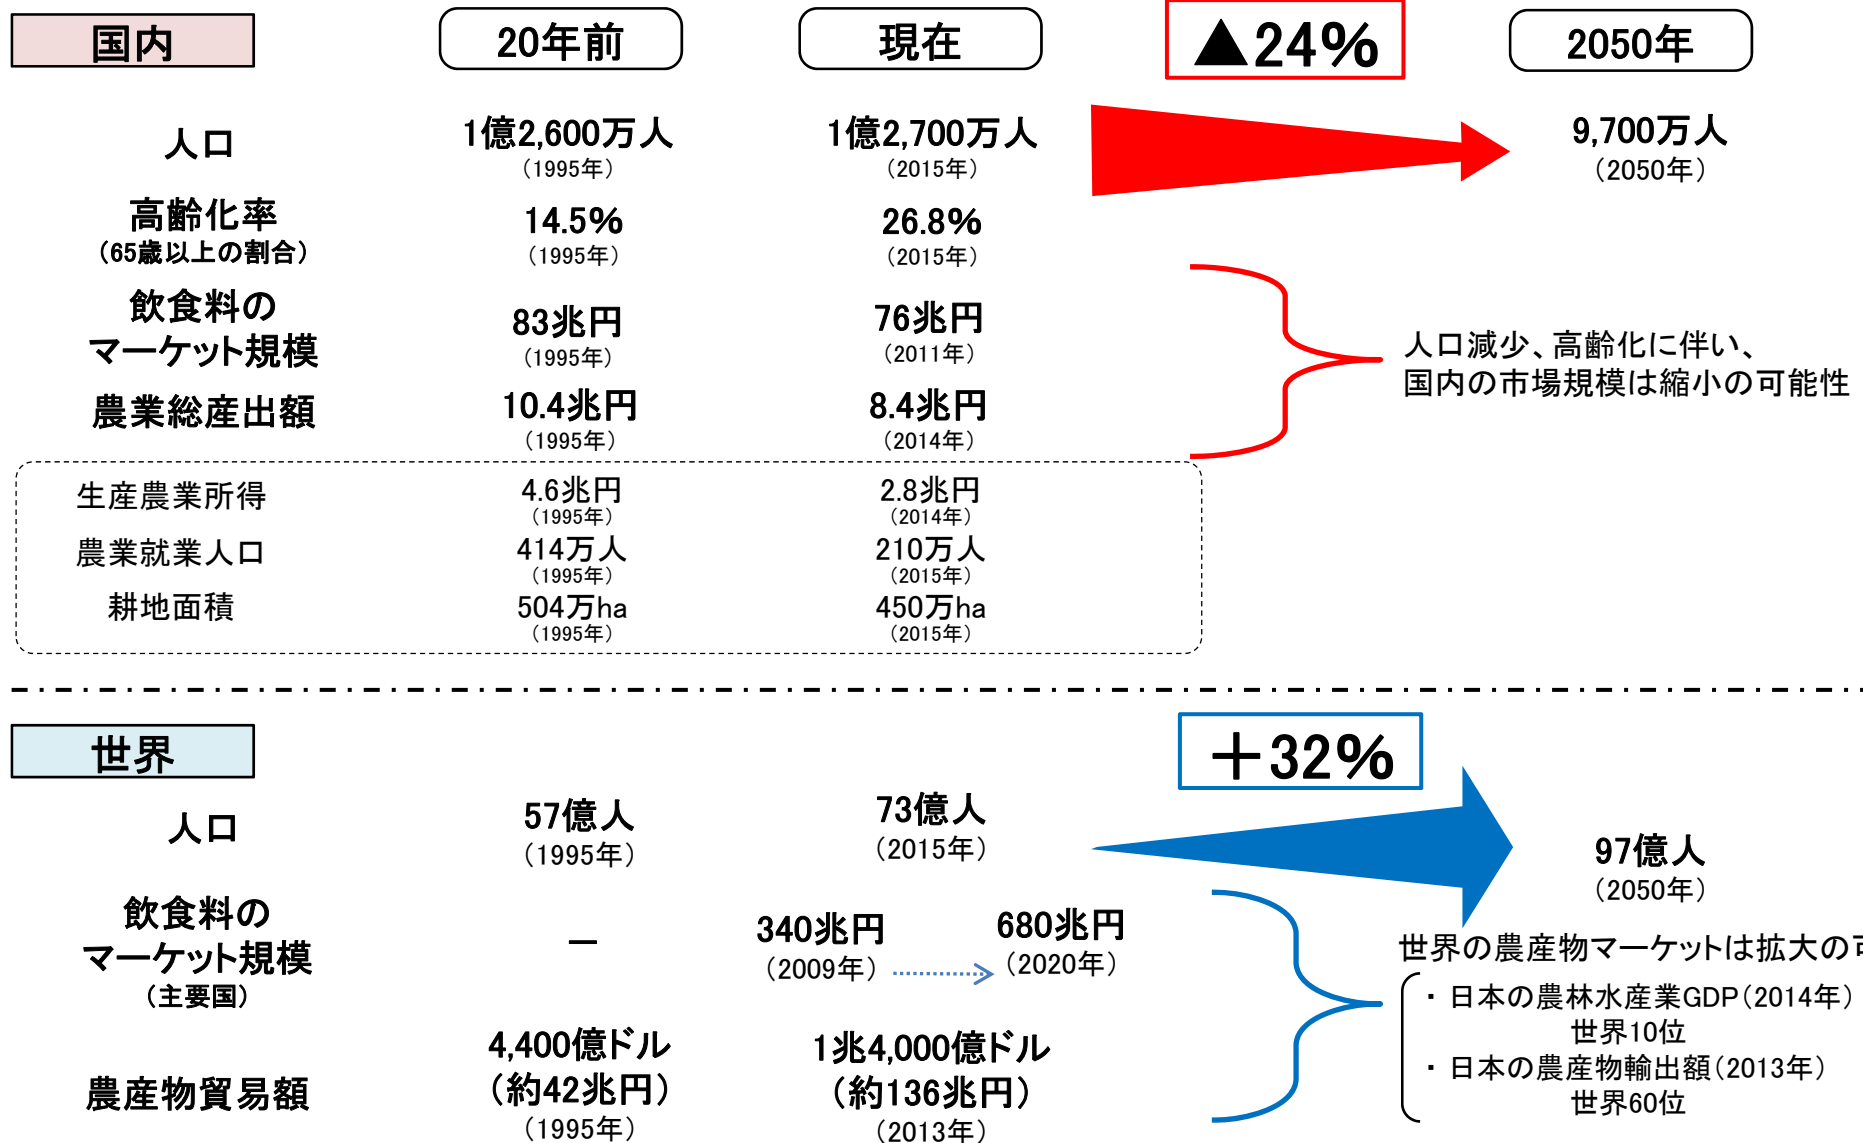 国内
20年前
現在
▲24%
2050年
人口
1億2,600万人
（1995年）
1億2,700万人
（2015年）
9,700万人
（2050年）
高齢化率
（65歳以上の割合）
14.5%
（1995年）
26.8%
（2015年）
飲食料の
マーケット規模
83兆円
（1995年）
76兆円
（2011年）
人口減少、高齢化に伴い、
国内の市場規模は縮小の可能性
農業総産出額
10.4兆円
（1995年）
8.4兆円
（2014年）
生産農業所得
4.6兆円
（1995年）
2.8兆円
（2014年）
農業就業人口
414万人
（1995年）
210万人
（2015年）
耕地面積
504万ha
（1995年）
450万ha
（2015年）
世界
＋32%
人口
57億人
（1995年）
73億人
（2015年）
97億人
（2050年）
飲食料の
マーケット規模
（主要国）
－
340兆円
（2009年）
680兆円
（2020年）
世界の農産物マーケットは拡大の
・日本の農林水産業GDP（2014年）
世界10位
・日本の農産物輸出額（2013年）
世界60位
農産物貿易額
4,400億ドル
（約42兆円）
（1995年）
1兆4,000億ドル
（約136兆円）
（2013年）